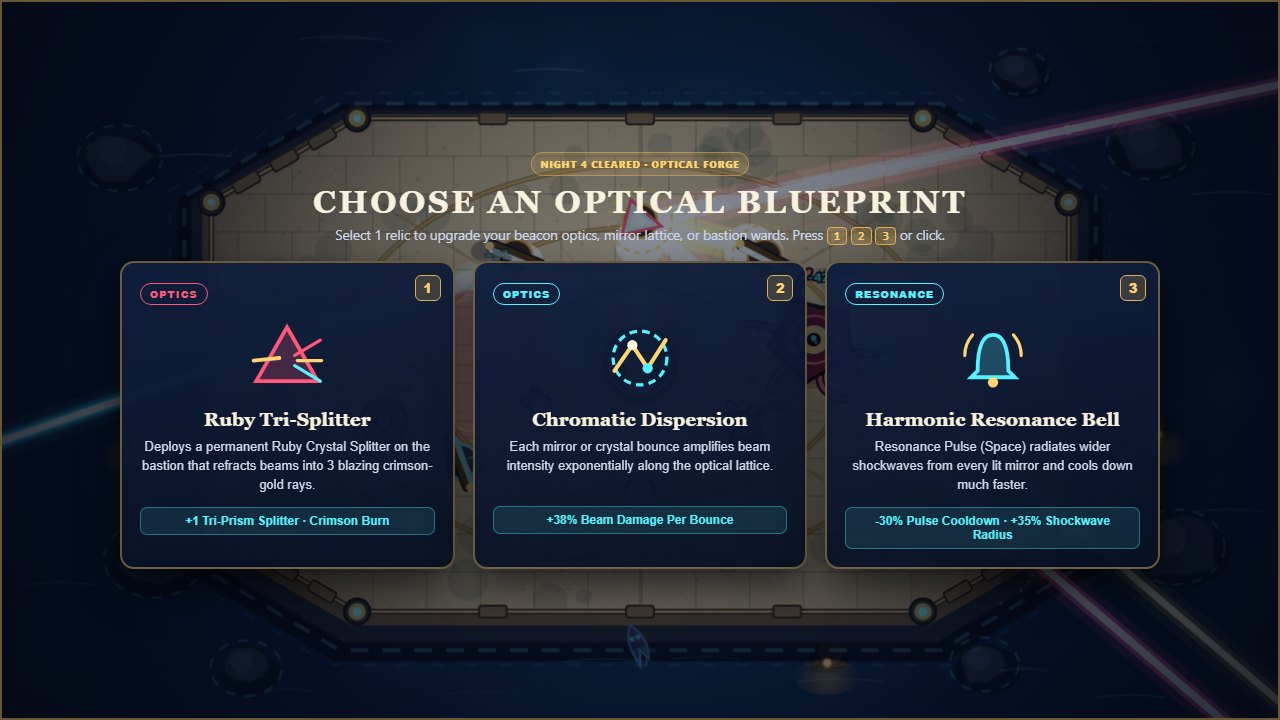 NIGHT 4 CLEARED · OPTICAL FORGE
CHOOSE AN OPTICAL BLUEPRINT
Select 1 relic to upgrade your beacon optics, mirror lattice, or bastion wards. Press 1 2 3 or click.
OPTICS
1
Ruby Tri-Splitter
Deploys a permanent Ruby Crystal Splitter on the
bastion that refracts beams into 3 blazing crimson-
gold rays.
+1 Tri-Prism Splitter · Crimson Burn
OPTICS
2
Chromatic Dispersion
Each mirror or crystal bounce amplifies beam
intensity exponentially along the optical lattice.
+38% Beam Damage Per Bounce
RESONANCE
3
Harmonic Resonance Bell
Resonance Pulse (Space) radiates wider
shockwaves from every lit mirror and cools down
much faster.
-30% Pulse Cooldown · +35% Shockwave
Radius